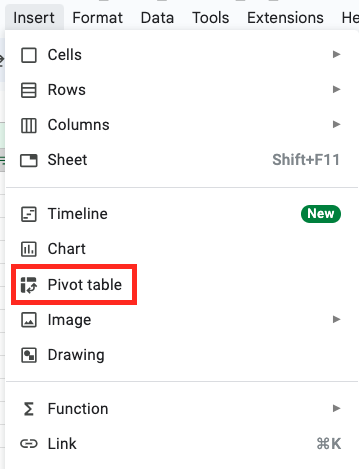 Insert Format Data Tools Extensions H
Cells
Rows
Columns
Sheet Shift+F11
Timeline New
Chart
Pivot table
Image
Drawing
Σ Function
Link ⌘K